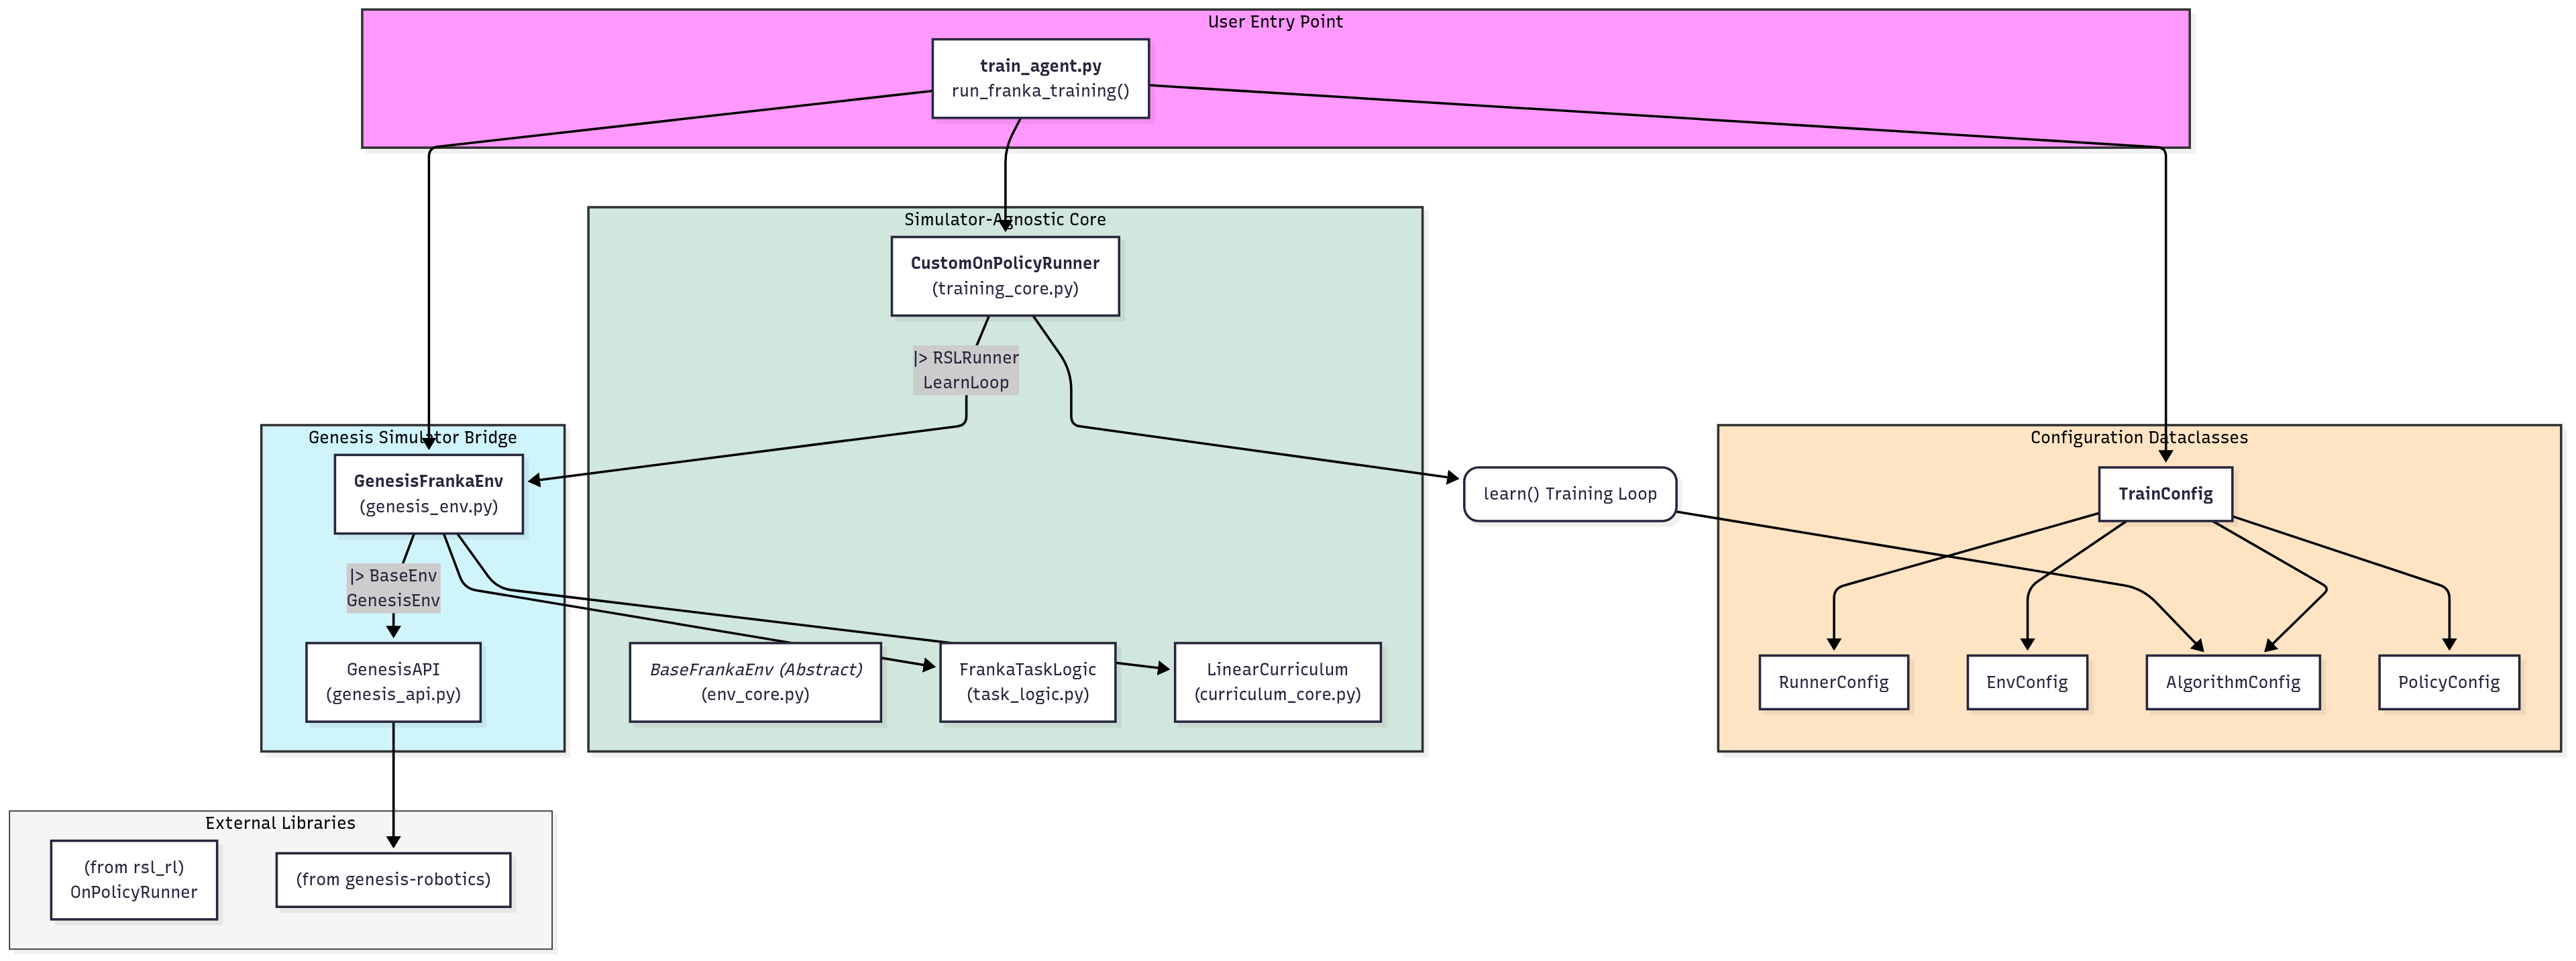 User Entry Point
train_agent.py
run_franka_training()
Simulator-Agnostic Core
CustomOnPolicyRunner
(training_core.py)
|> RSLRunner
LearnLoop
Genesis Simulator Bridge
GenesisFrankaEnv
(genesis_env.py)
|> BaseEnv
GenesisEnv
GenesisAPI
(genesis_api.py)
BaseFrankaEnv (Abstract)
(env_core.py)
FrankaTaskLogic
(task_logic.py)
LinearCurriculum
(curriculum_core.py)
learn() Training Loop
Configuration Dataclasses
TrainConfig
RunnerConfig
EnvConfig
AlgorithmConfig
PolicyConfig
External Libraries
(from rsl_rl)
OnPolicyRunner
(from genesis-robotics)